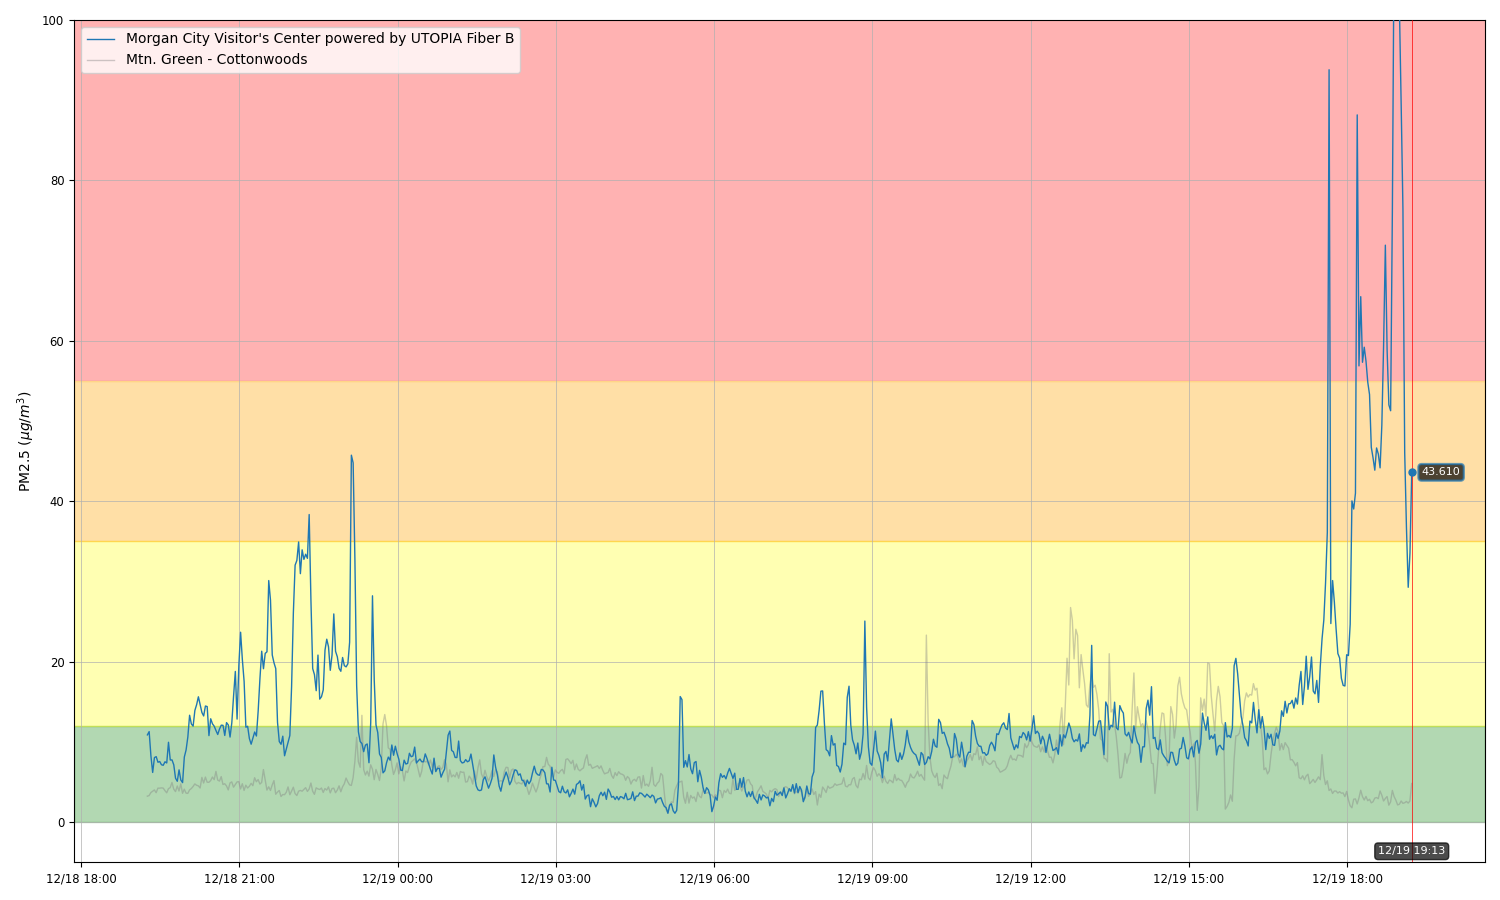 100
80
60
40
20
0
PM2.5 (μg/m³)
Morgan City Visitor's Center powered by UTOPIA Fiber B
Mtn. Green - Cottonwoods
43.610
12/19 19:13
12/18 18:00 12/18 21:00 12/19 00:00 12/19 03:00 12/19 06:00 12/19 09:00 12/19 12:00 12/19 15:00 12/19 18:00